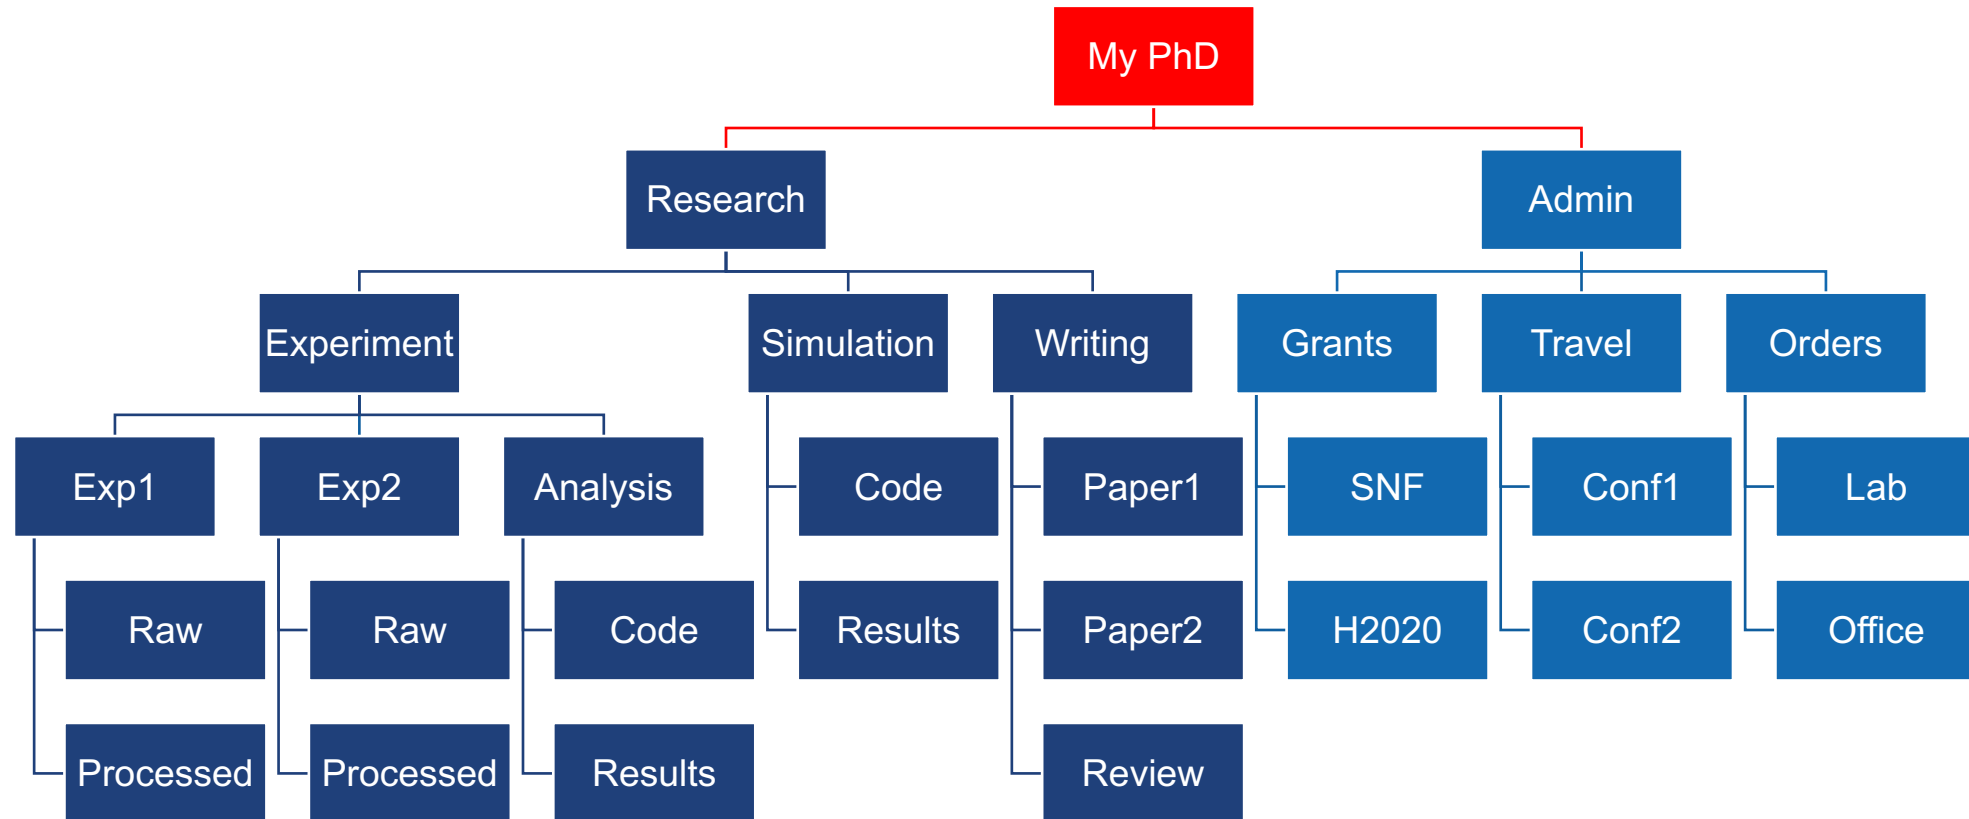 My PhD
Research
Admin
Experiment
Simulation
Writing
Grants
Travel
Orders
Exp1
Exp2
Analysis
Code
Paper1
SNF
Conf1
Lab
Raw
Raw
Code
Results
Paper2
H2020
Conf2
Office
Processed
Processed
Results
Review